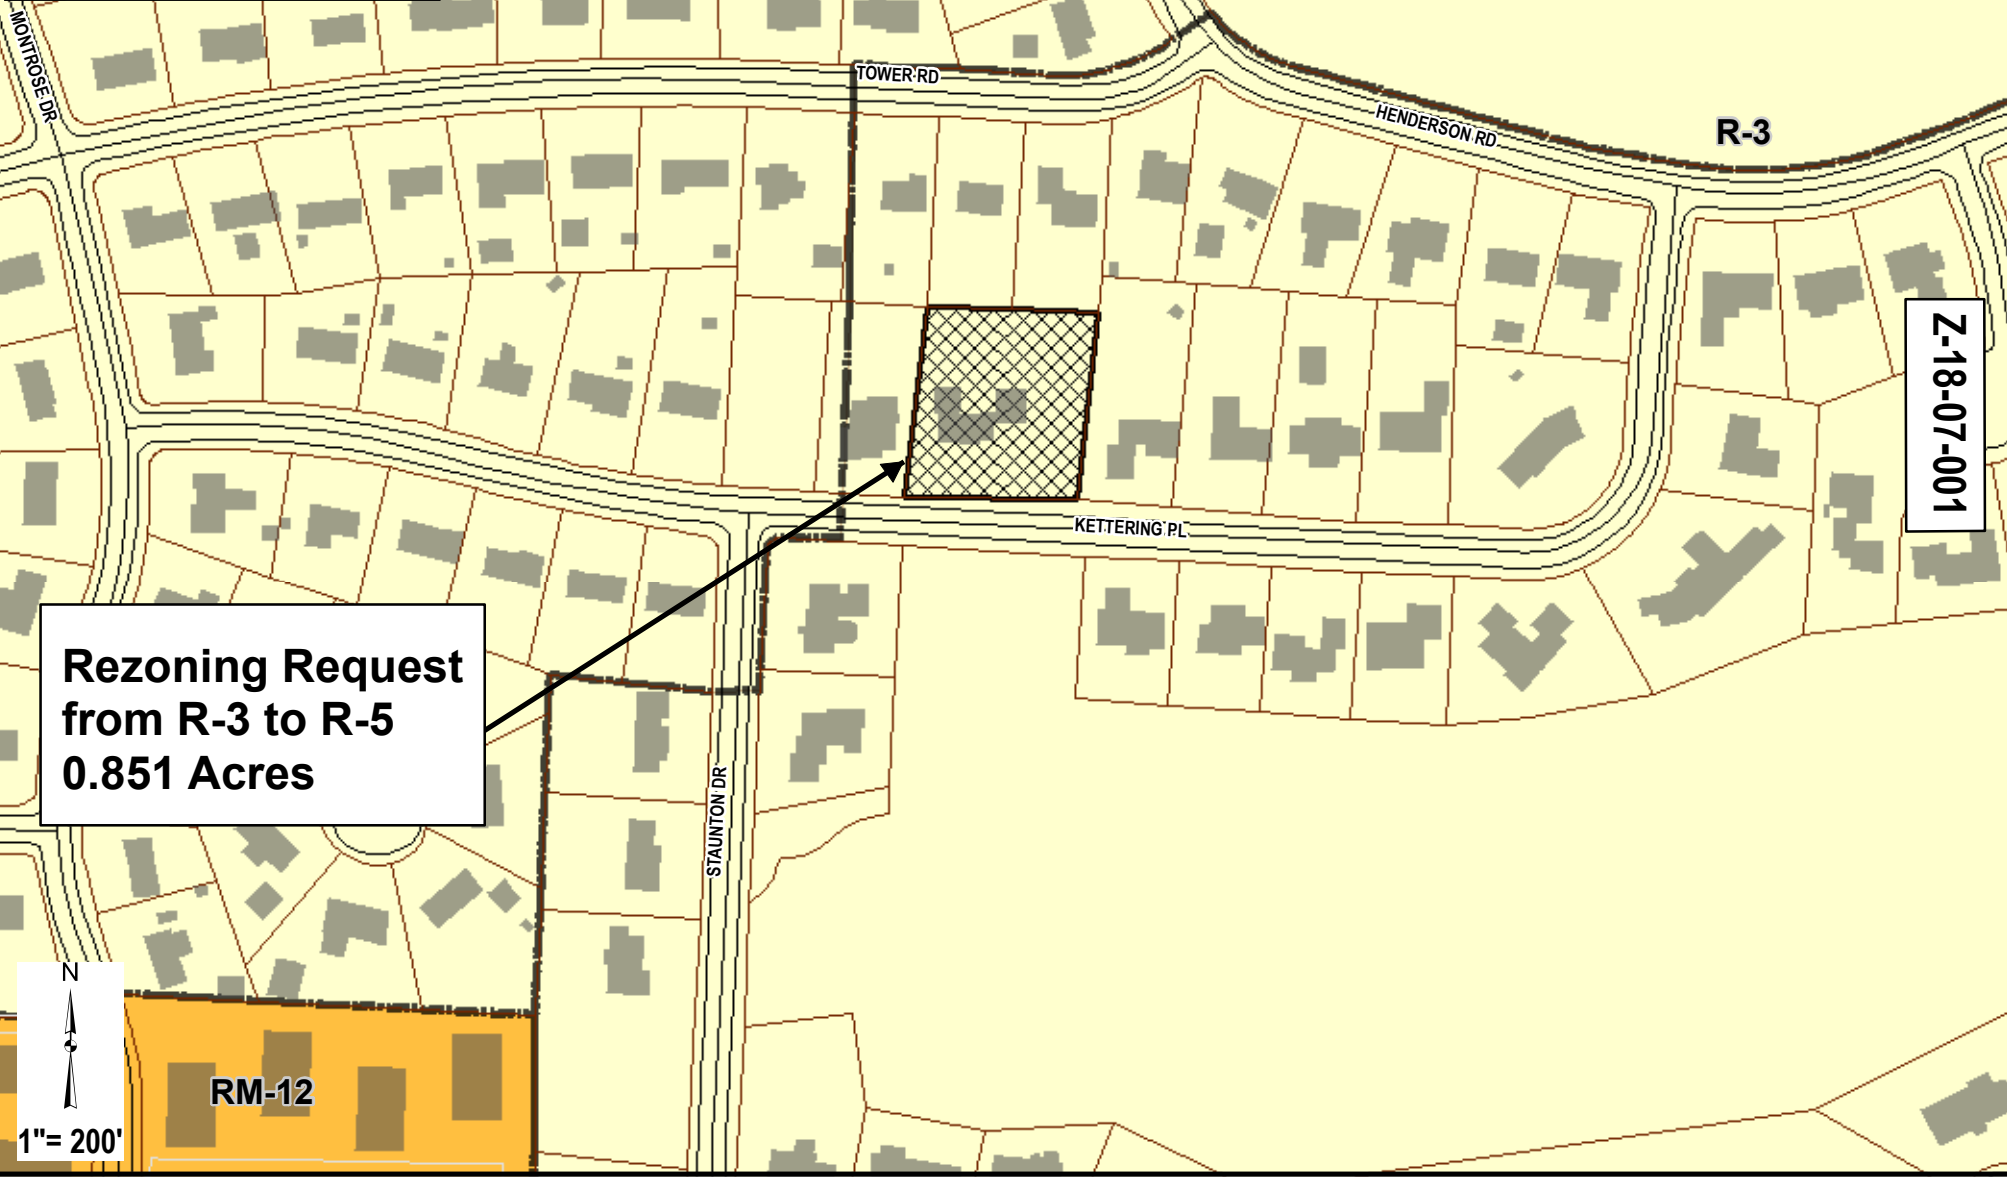 MONTROSE DR
TOWER RD
HENDERSON RD
R-3
Z-18-07-001
KETTERING PL
Rezoning Request
from R-3 to R-5
0.851 Acres
STAUNTON DR
N
1"= 200'
RM-12